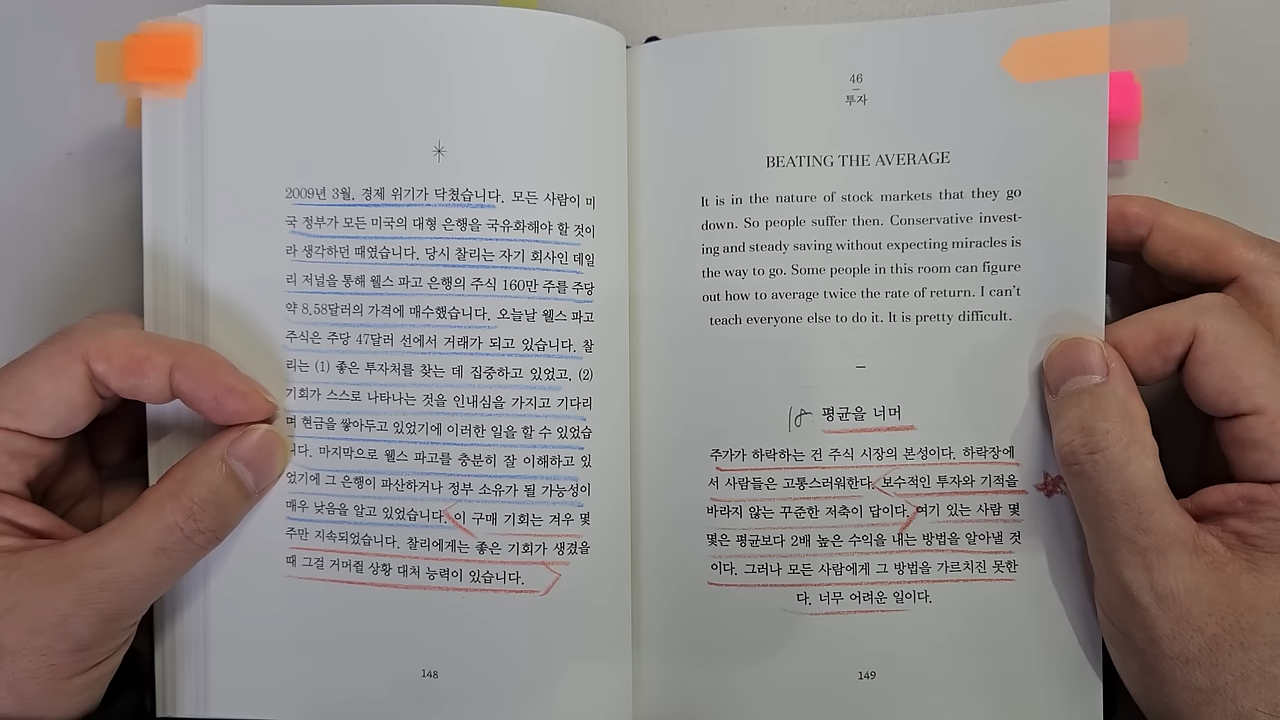 ✳
2009년 3월, 경제 위기가 닥쳤습니다. 모든 사람이 미
국 정부가 모든 미국의 대형 은행을 국유화해야 할 것이
라 생각하던 때였습니다. 당시 찰리는 자기 회사인 데일
리 저널을 통해 웰스 파고 은행의 주식 160만 주를 주당
약 8.58달러의 가격에 매수했습니다. 오늘날 웰스 파고
주식은 주당 47달러 선에서 거래가 되고 있습니다. 찰
리는 (1) 좋은 투자처를 찾는 데 집중하고 있었고, (2)
기회가 스스로 나타나는 것을 인내심을 가지고 기다리
며 현금을 쌓아두고 있었기에 이러한 일을 할 수 있었습
니다. 마지막으로 웰스 파고를 충분히 잘 이해하고 있
었기에 그 은행이 파산하거나 정부 소유가 될 가능성이
매우 낮음을 알고 있었습니다. 이 구매 기회는 겨우 몇
주만 지속되었습니다. 찰리에게는 좋은 기회가 생겼을
때 그걸 거머쥘 상황 대처 능력이 있습니다.
148
46
투자
BEATING THE AVERAGE
It is in the nature of stock markets that they go
down. So people suffer then. Conservative invest-
ing and steady saving without expecting miracles is
the way to go. Some people in this room can figure
out how to average twice the rate of return. I can't
teach everyone else to do it. It is pretty difficult.
평균을 너머
주가가 하락하는 건 주식 시장의 본성이다. 하락장에
서 사람들은 고통스러워한다. 보수적인 투자와 기적을
바라지 않는 꾸준한 저축이 답이다. 여기 있는 사람 몇
몇은 평균보다 2배 높은 수익을 내는 방법을 알아낼 것
이다. 그러나 모든 사람에게 그 방법을 가르치진 못한
다. 너무 어려운 일이다.
149